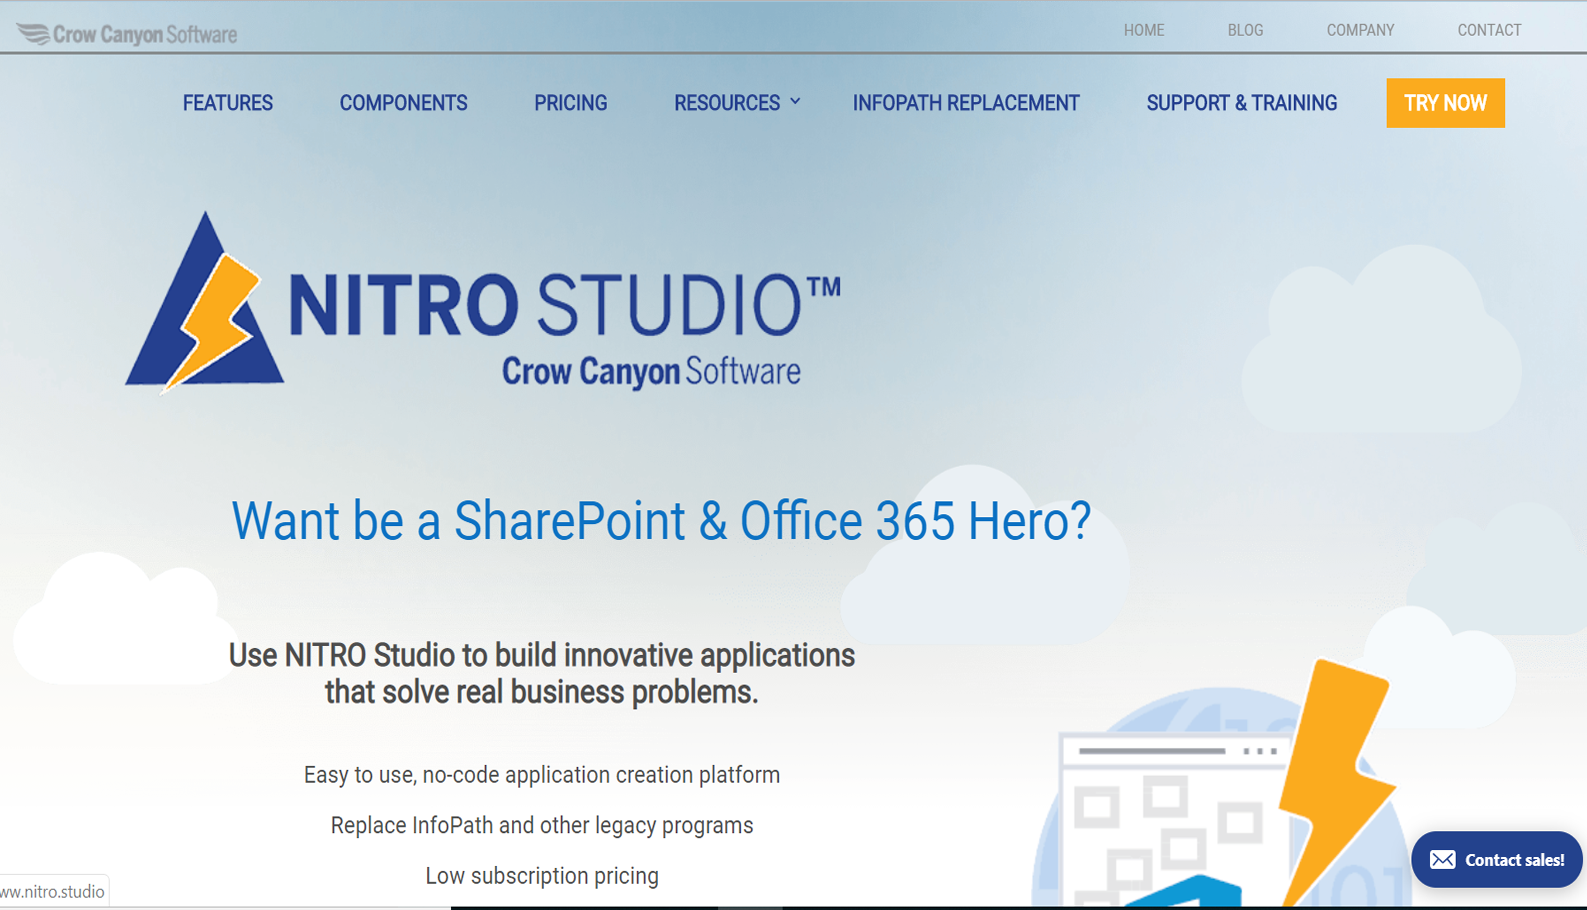 Crow Canyon Software
HOME BLOG COMPANY CONTACT
FEATURES COMPONENTS PRICING RESOURCES INFOPATH REPLACEMENT SUPPORT & TRAINING TRY NOW
NITRO STUDIO™
Crow Canyon Software
Want be a SharePoint & Office 365 Hero?
Use NITRO Studio to build innovative applications
that solve real business problems.
Easy to use, no-code application creation platform
Replace InfoPath and other legacy programs
Low subscription pricing
Contact sales!
ww.nitro.studio